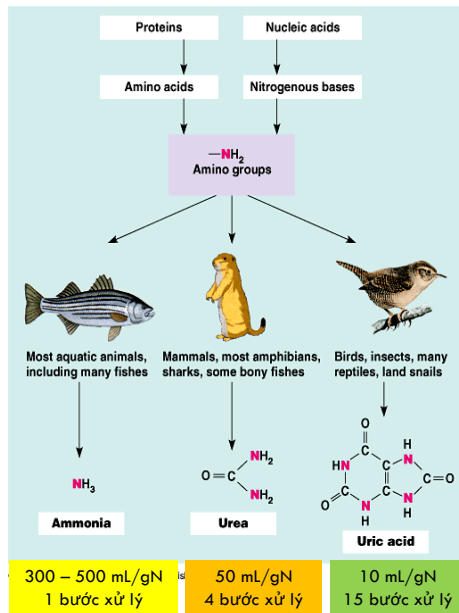 Proteins
Nucleic acids
Amino acids
Nitrogenous bases
—NH2
Amino groups
Most aquatic animals,
including many fishes
Mammals, most amphibians,
sharks, some bony fishes
Birds, insects, many
reptiles, land snails
NH3
Ammonia
O
C
NH2
NH2
Urea
O
C
HN
C
O
N
H
C
C
H
N
C
O
N
H
Uric acid
300 – 500 mL/gN
1 bước xử lý
50 mL/gN
4 bước xử lý
10 mL/gN
15 bước xử lý